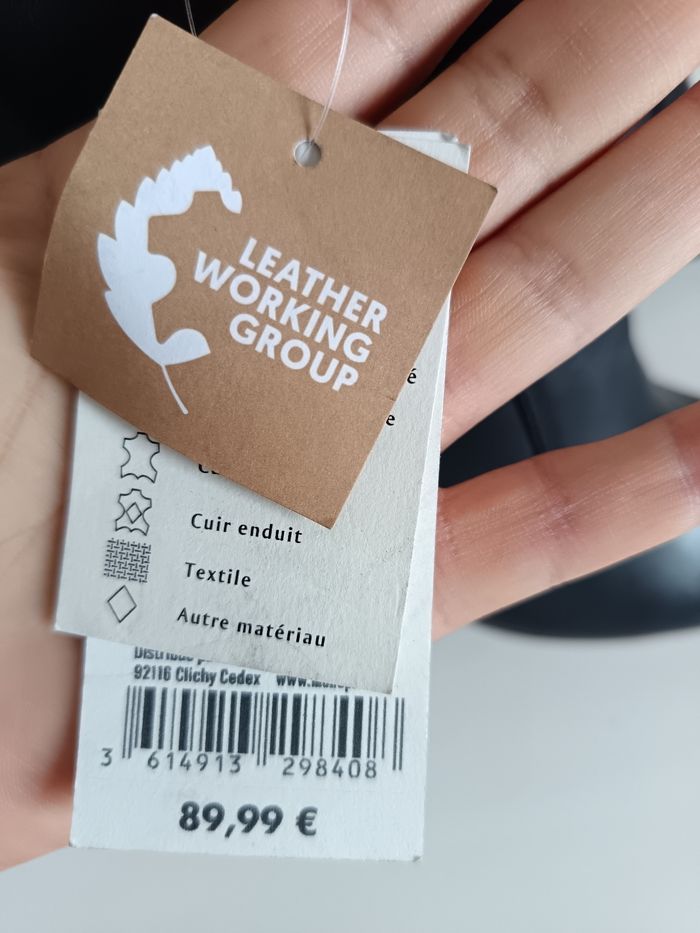 LEATHER
WORKING
GROUP
é
e
Cuir enduit
Textile
Autre matériau
92116 Clichy Cedex
3 614913 298408
89,99 €